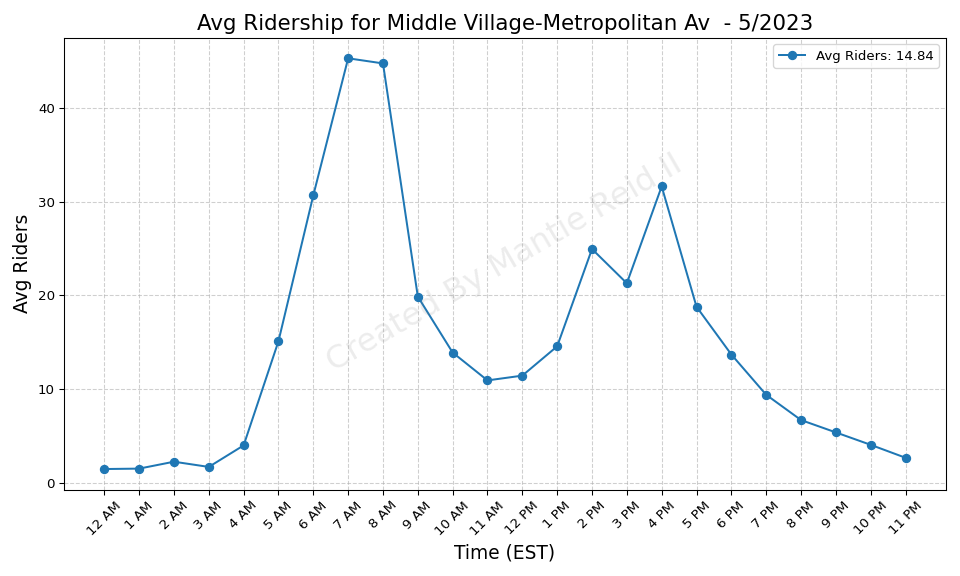 Avg Ridership for Middle Village-Metropolitan Av  - 5/2023
Avg Riders: 14.84
Avg Riders
40
30
20
10
0
Created By Mantle Reid II
12 AM 1 AM 2 AM 3 AM 4 AM 5 AM 6 AM 7 AM 8 AM 9 AM 10 AM 11 AM 12 PM 1 PM 2 PM 3 PM 4 PM 5 PM 6 PM 7 PM 8 PM 9 PM 10 PM 11 PM
Time (EST)